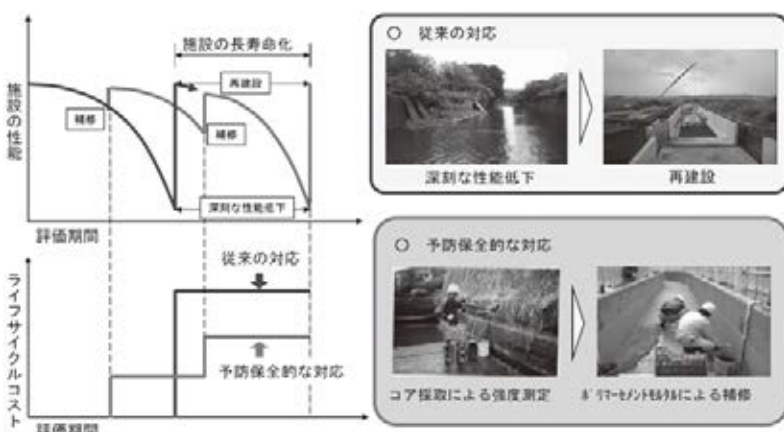 施設の長寿命化
再建設
施設の性能
補修
補修
深刻な性能低下
評価期間
従来の対応
ライフサイクルコスト
予防保全的な対応
評価期間
○ 従来の対応
深刻な性能低下
再建設
○ 予防保全的な対応
コア採取による強度測定
ポリマーセメントモルタルによる補修